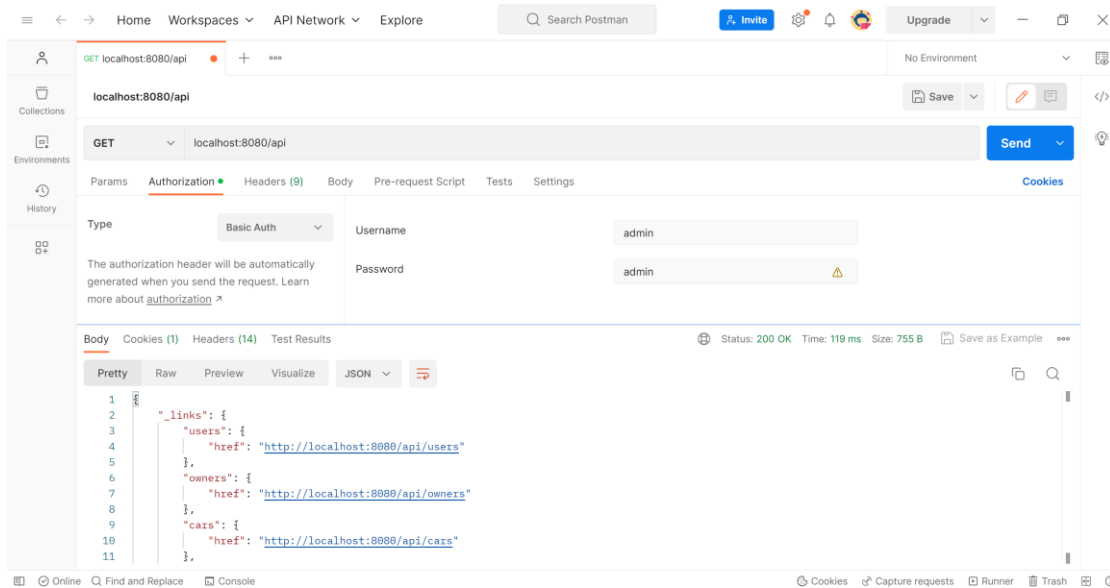 Home Workspaces API Network Explore Search Postman Invite Upgrade
GET localhost:8080/api No Environment
localhost:8080/api Save
Collections
GET localhost:8080/api Send
Environments
Params Authorization Headers (9) Body Pre-request Script Tests Settings Cookies
History
Type Basic Auth Username admin
The authorization header will be automatically
generated when you send the request. Learn
more about authorization ↗
Password admin
Body Cookies (1) Headers (14) Test Results Status: 200 OK Time: 119 ms Size: 755 B Save as Example
Pretty Raw Preview Visualize JSON
1 {
2 "_links": {
3 "users": {
4 "href": "http://localhost:8080/api/users"
5 },
6 "owners": {
7 "href": "http://localhost:8080/api/owners"
8 },
9 "cars": {
10 "href": "http://localhost:8080/api/cars"
11 },
Online Find and Replace Console Cookies Capture requests Runner Trash